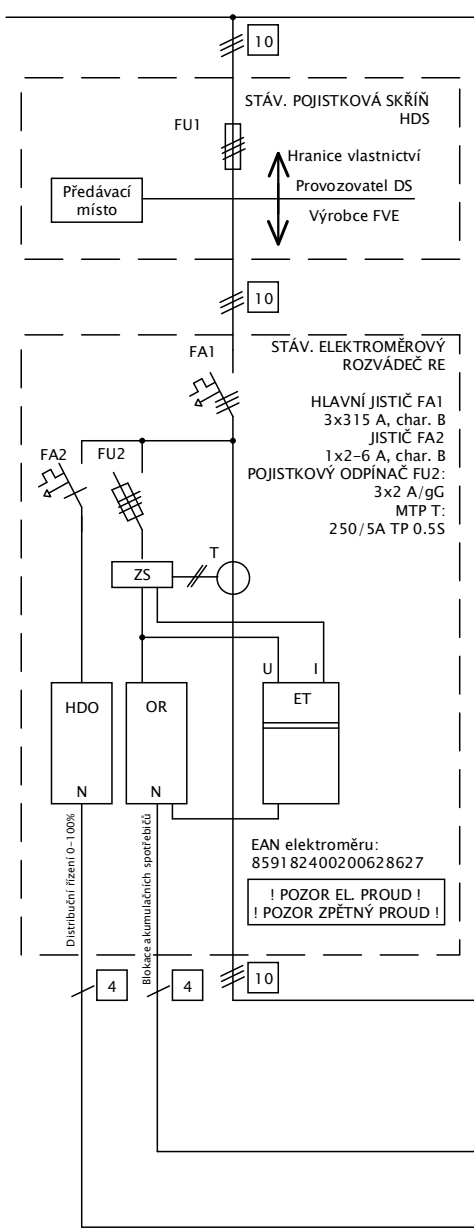 10
STÁV. POJISTKOVÁ SKŘÍŇ
HDS
FU1
Hranice vlastnictví
Předávací
místo
Provozovatel DS
Výrobce FVE
10
STÁV. ELEKTROMĚROVÝ
ROZVÁDEČ RE
FA1
HLAVNÍ JISTIČ FA1
3x315 A, char. B
JISTIČ FA2
1x2-6 A, char. B
POJISTKOVÝ ODPÍNAČ FU2:
3x2 A/gG
MTP T:
250/5A TP 0.5S
FA2
FU2
T
ZS
U
I
HDO
OR
ET
N
N
Distribuční řízení 0-100%
Blokace akumulačních spotřebičů
EAN elektroměru:
859182400200628627
! POZOR EL. PROUD !
! POZOR ZPĚTNÝ PROUD !
4
4
10